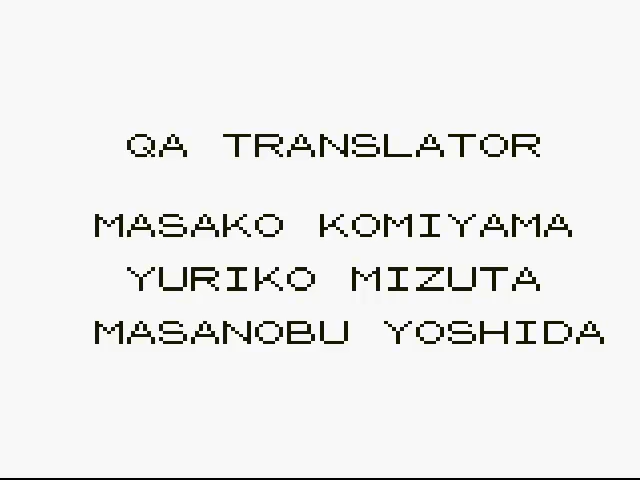 QA TRANSLATOR
MASAKO KOMIYAMA
YURIKO MIZUTA
MASANOBU YOSHIDA